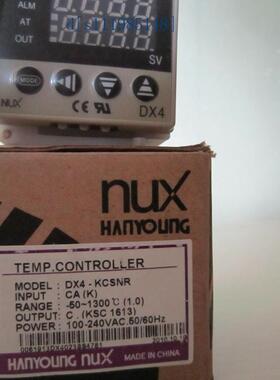 ALM
AT
OUT
SV
MODE
nux
DX4
nux
HANYOUNG
TEMP.CONTROLLER
MODEL : DX4 - KCSNR
INPUT : CA (K)
RANGE : -50~1300℃ (1.0)
OUTPUT : C . (KSC 1613)
POWER : 100-240VAC.50/60Hz
HANYOUNG nux
MADE IN CHINA